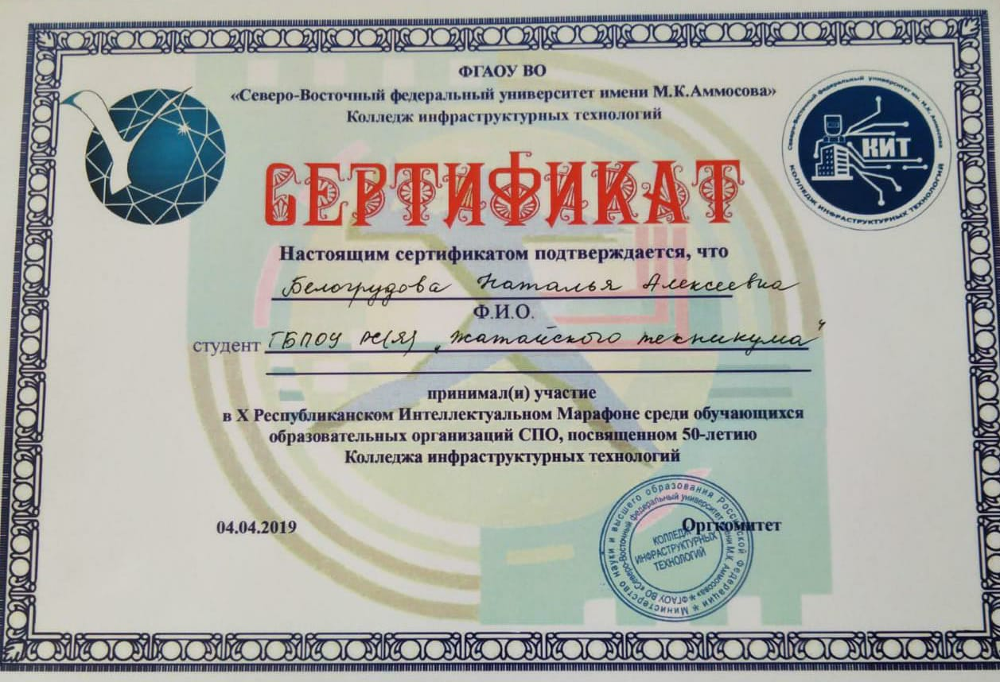 ФГАОУ ВО
«Северо-Восточный федеральный университет имени М.К.Аммосова»
Колледж инфраструктурных технологий
Северо-Восточный федеральный университет им. М.К. Аммосова
КИТ
КОЛЛЕДЖ ИНФРАСТРУКТУРНЫХ ТЕХНОЛОГИЙ
СЕРТИФИКАТ
Настоящим сертификатом подтверждается, что
Белогрудова Наталья Алексеевна
Ф.И.О.
студент ГБПОУ РС(Я) „Жатайского техникума"
принимал(и) участие
в X Республиканском Интеллектуальном Марафоне среди обучающихся
образовательных организаций СПО, посвященном 50-летию
Колледжа инфраструктурных технологий
04.04.2019
Оргкомитет
Министерство науки и высшего образования Российской Федерации
ФГАОУ ВО «Северо-Восточный федеральный университет имени М.К. Аммосова»
КОЛЛЕДЖ
ИНФРАСТРУКТУРНЫХ
ТЕХНОЛОГИЙ